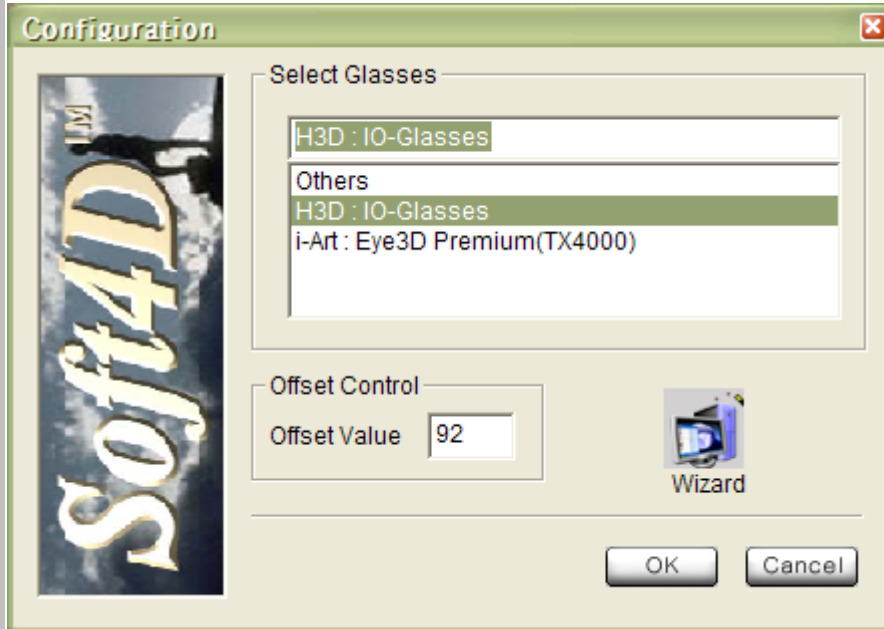 Configuration
Soft4D™
Select Glasses
H3D : IO-Glasses
Others
H3D : IO-Glasses
i-Art : Eye3D Premium(TX4000)
Offset Control
Offset Value 92
Wizard
OK Cancel